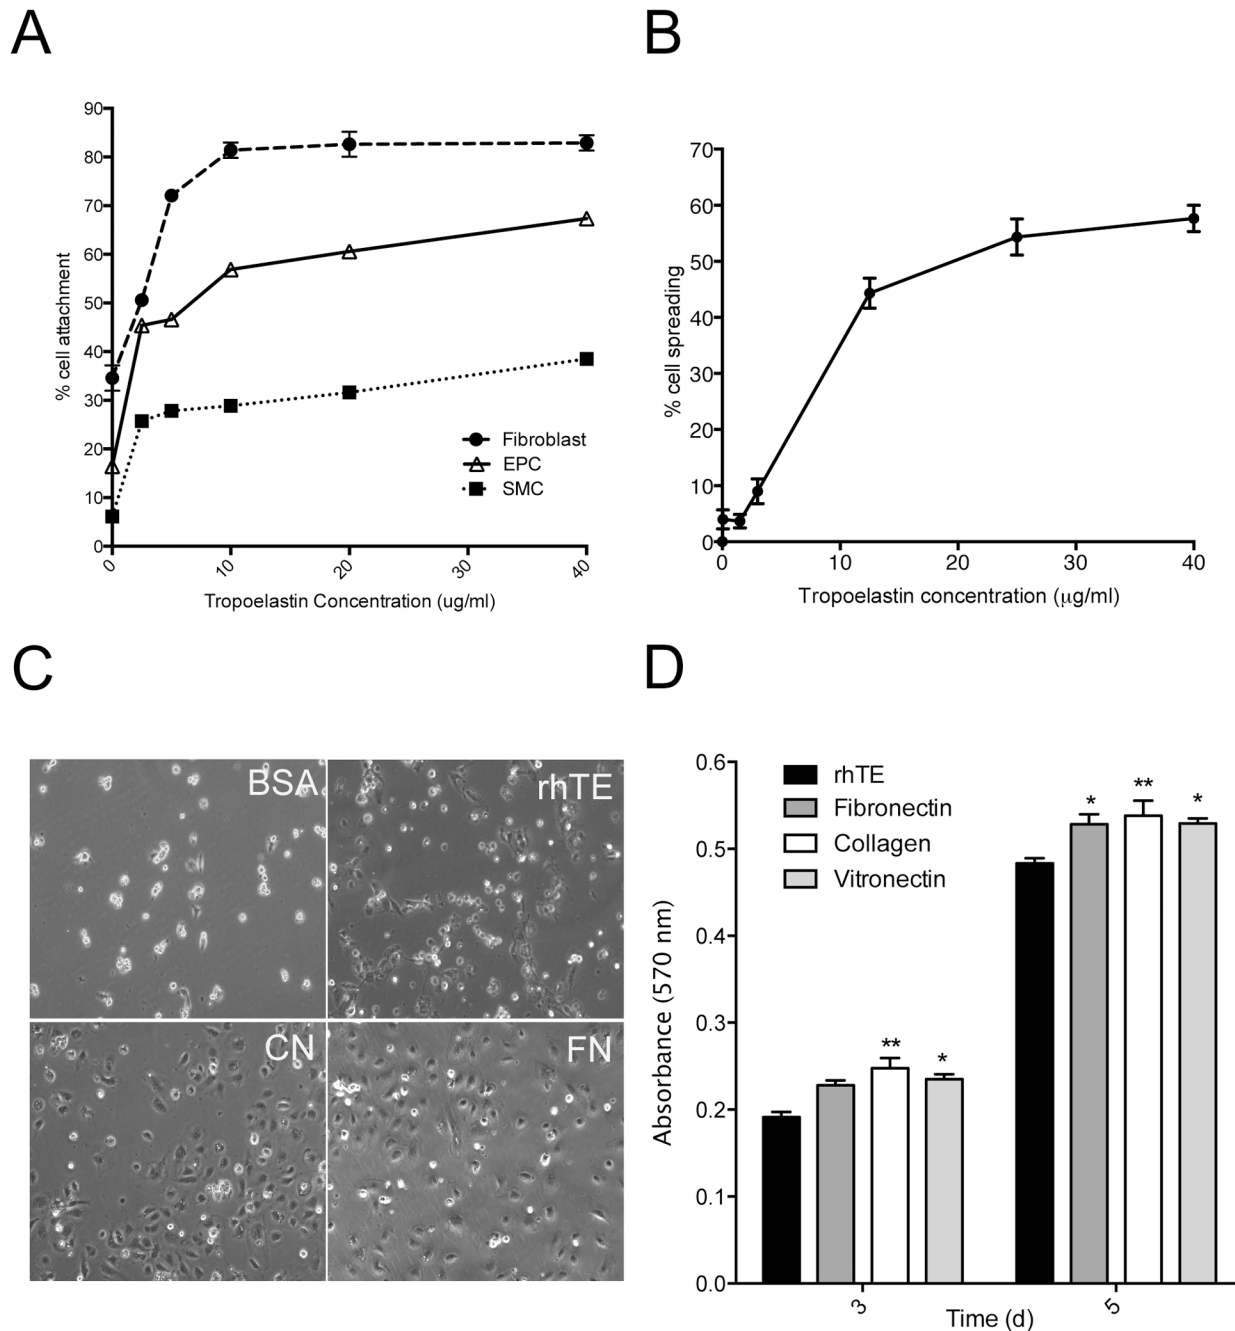 A
90
80
70
60
50
40
30
20
10
0
% cell attachment
Fibroblast
EPC
SMC
0
10
20
30
40
Tropoelastin Concentration (ug/ml)
B
70
60
50
40
30
20
10
0
% cell spreading
0
10
20
30
40
Tropoelastin concentration (μg/ml)
C
BSA
rhTE
CN
FN
D
0.6
0.5
0.4
0.3
0.2
0.1
0.0
Absorbance (570 nm)
rhTE
Fibronectin
Collagen
Vitronectin
** *
* ** *
3
5
Time (d)